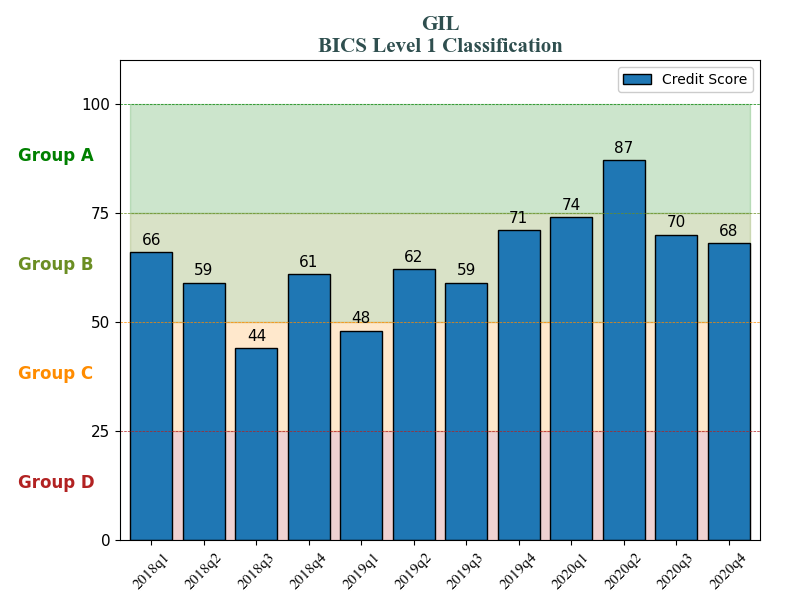 GIL
BICS Level 1 Classification
Credit Score
100
75
50
25
0
Group A
Group B
Group C
Group D
66
59
44
61
48
62
59
71
74
87
70
68
2018q1
2018q2
2018q3
2018q4
2019q1
2019q2
2019q3
2019q4
2020q1
2020q2
2020q3
2020q4